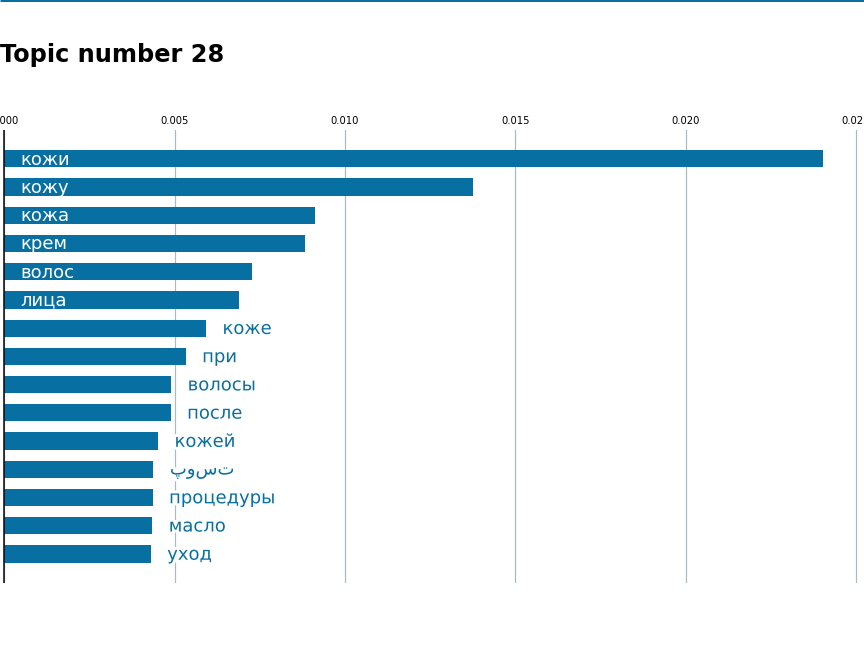 Topic number 28
000 0.005 0.010 0.015 0.020 0.02
кожи
кожу
кожа
крем
волос
лица
коже
при
волосы
после
кожей
تسوپ
процедуры
масло
уход